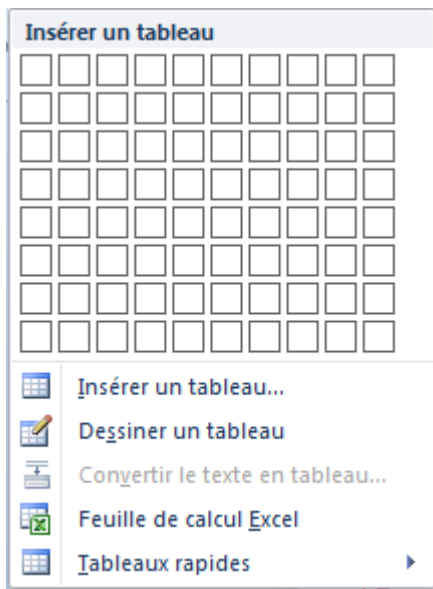 Insérer un tableau
Insérer un tableau...
Dessiner un tableau
Convertir le texte en tableau...
Feuille de calcul Excel
Tableaux rapides